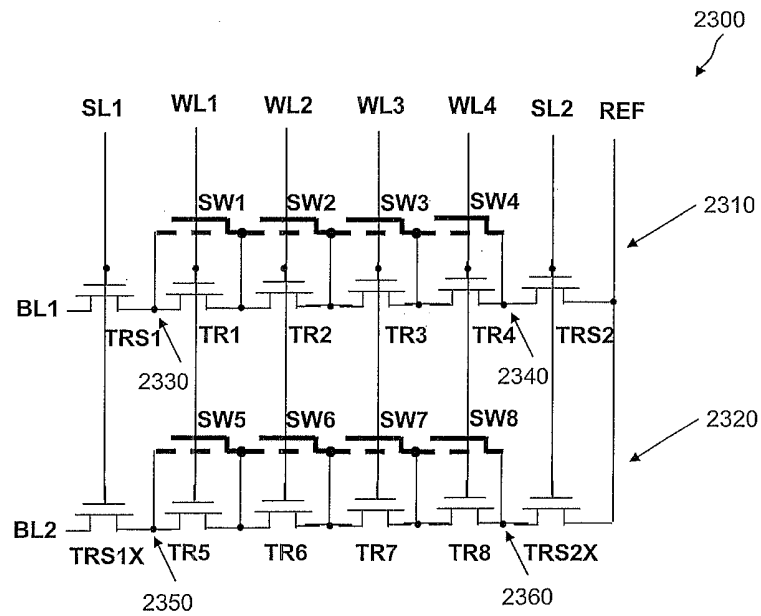 2300
SL1 WL1 WL2 WL3 WL4 SL2 REF
SW1 SW2 SW3 SW4
2310
BL1
TRS1 TR1 TR2 TR3 TR4 TRS2
2330 2340
SW5 SW6 SW7 SW8
2320
BL2
TRS1X TR5 TR6 TR7 TR8 TRS2X
2350 2360